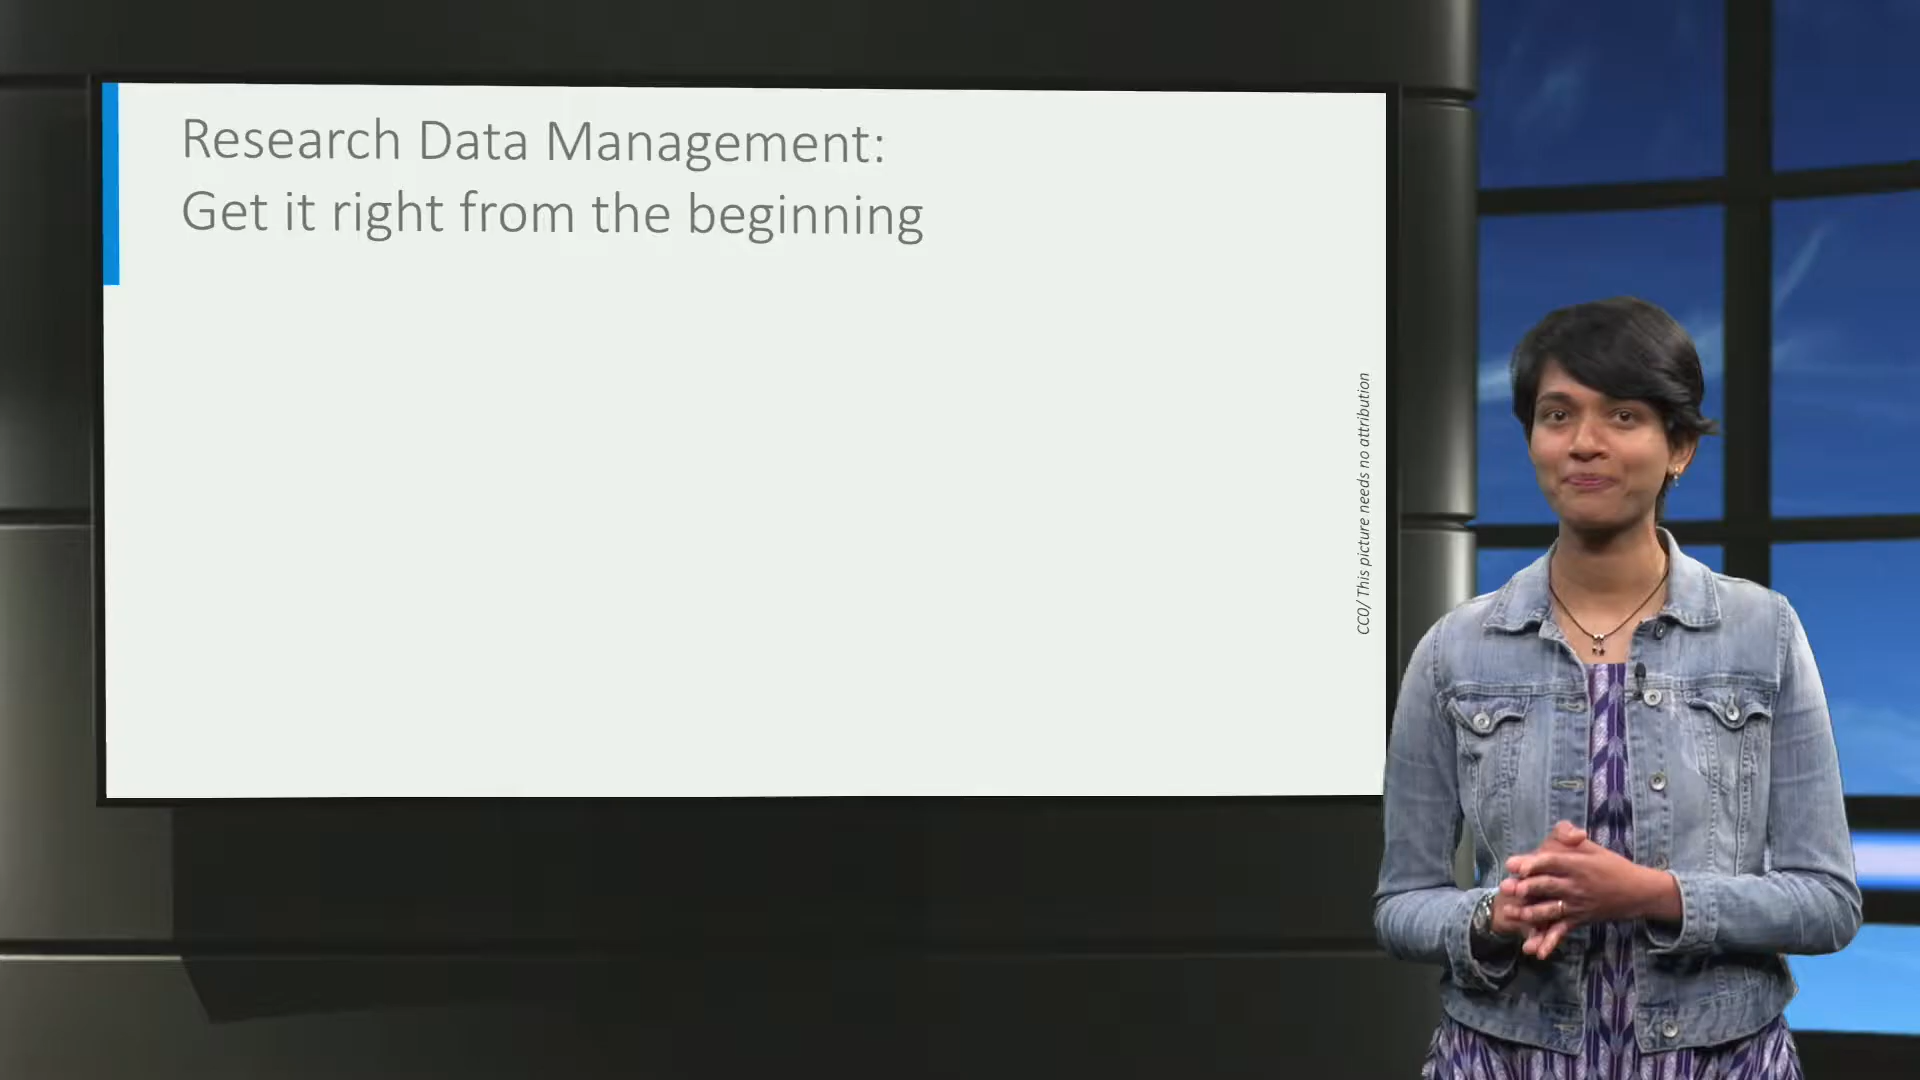 Research Data Management:
Get it right from the beginning
CC0/ This picture needs no attribution